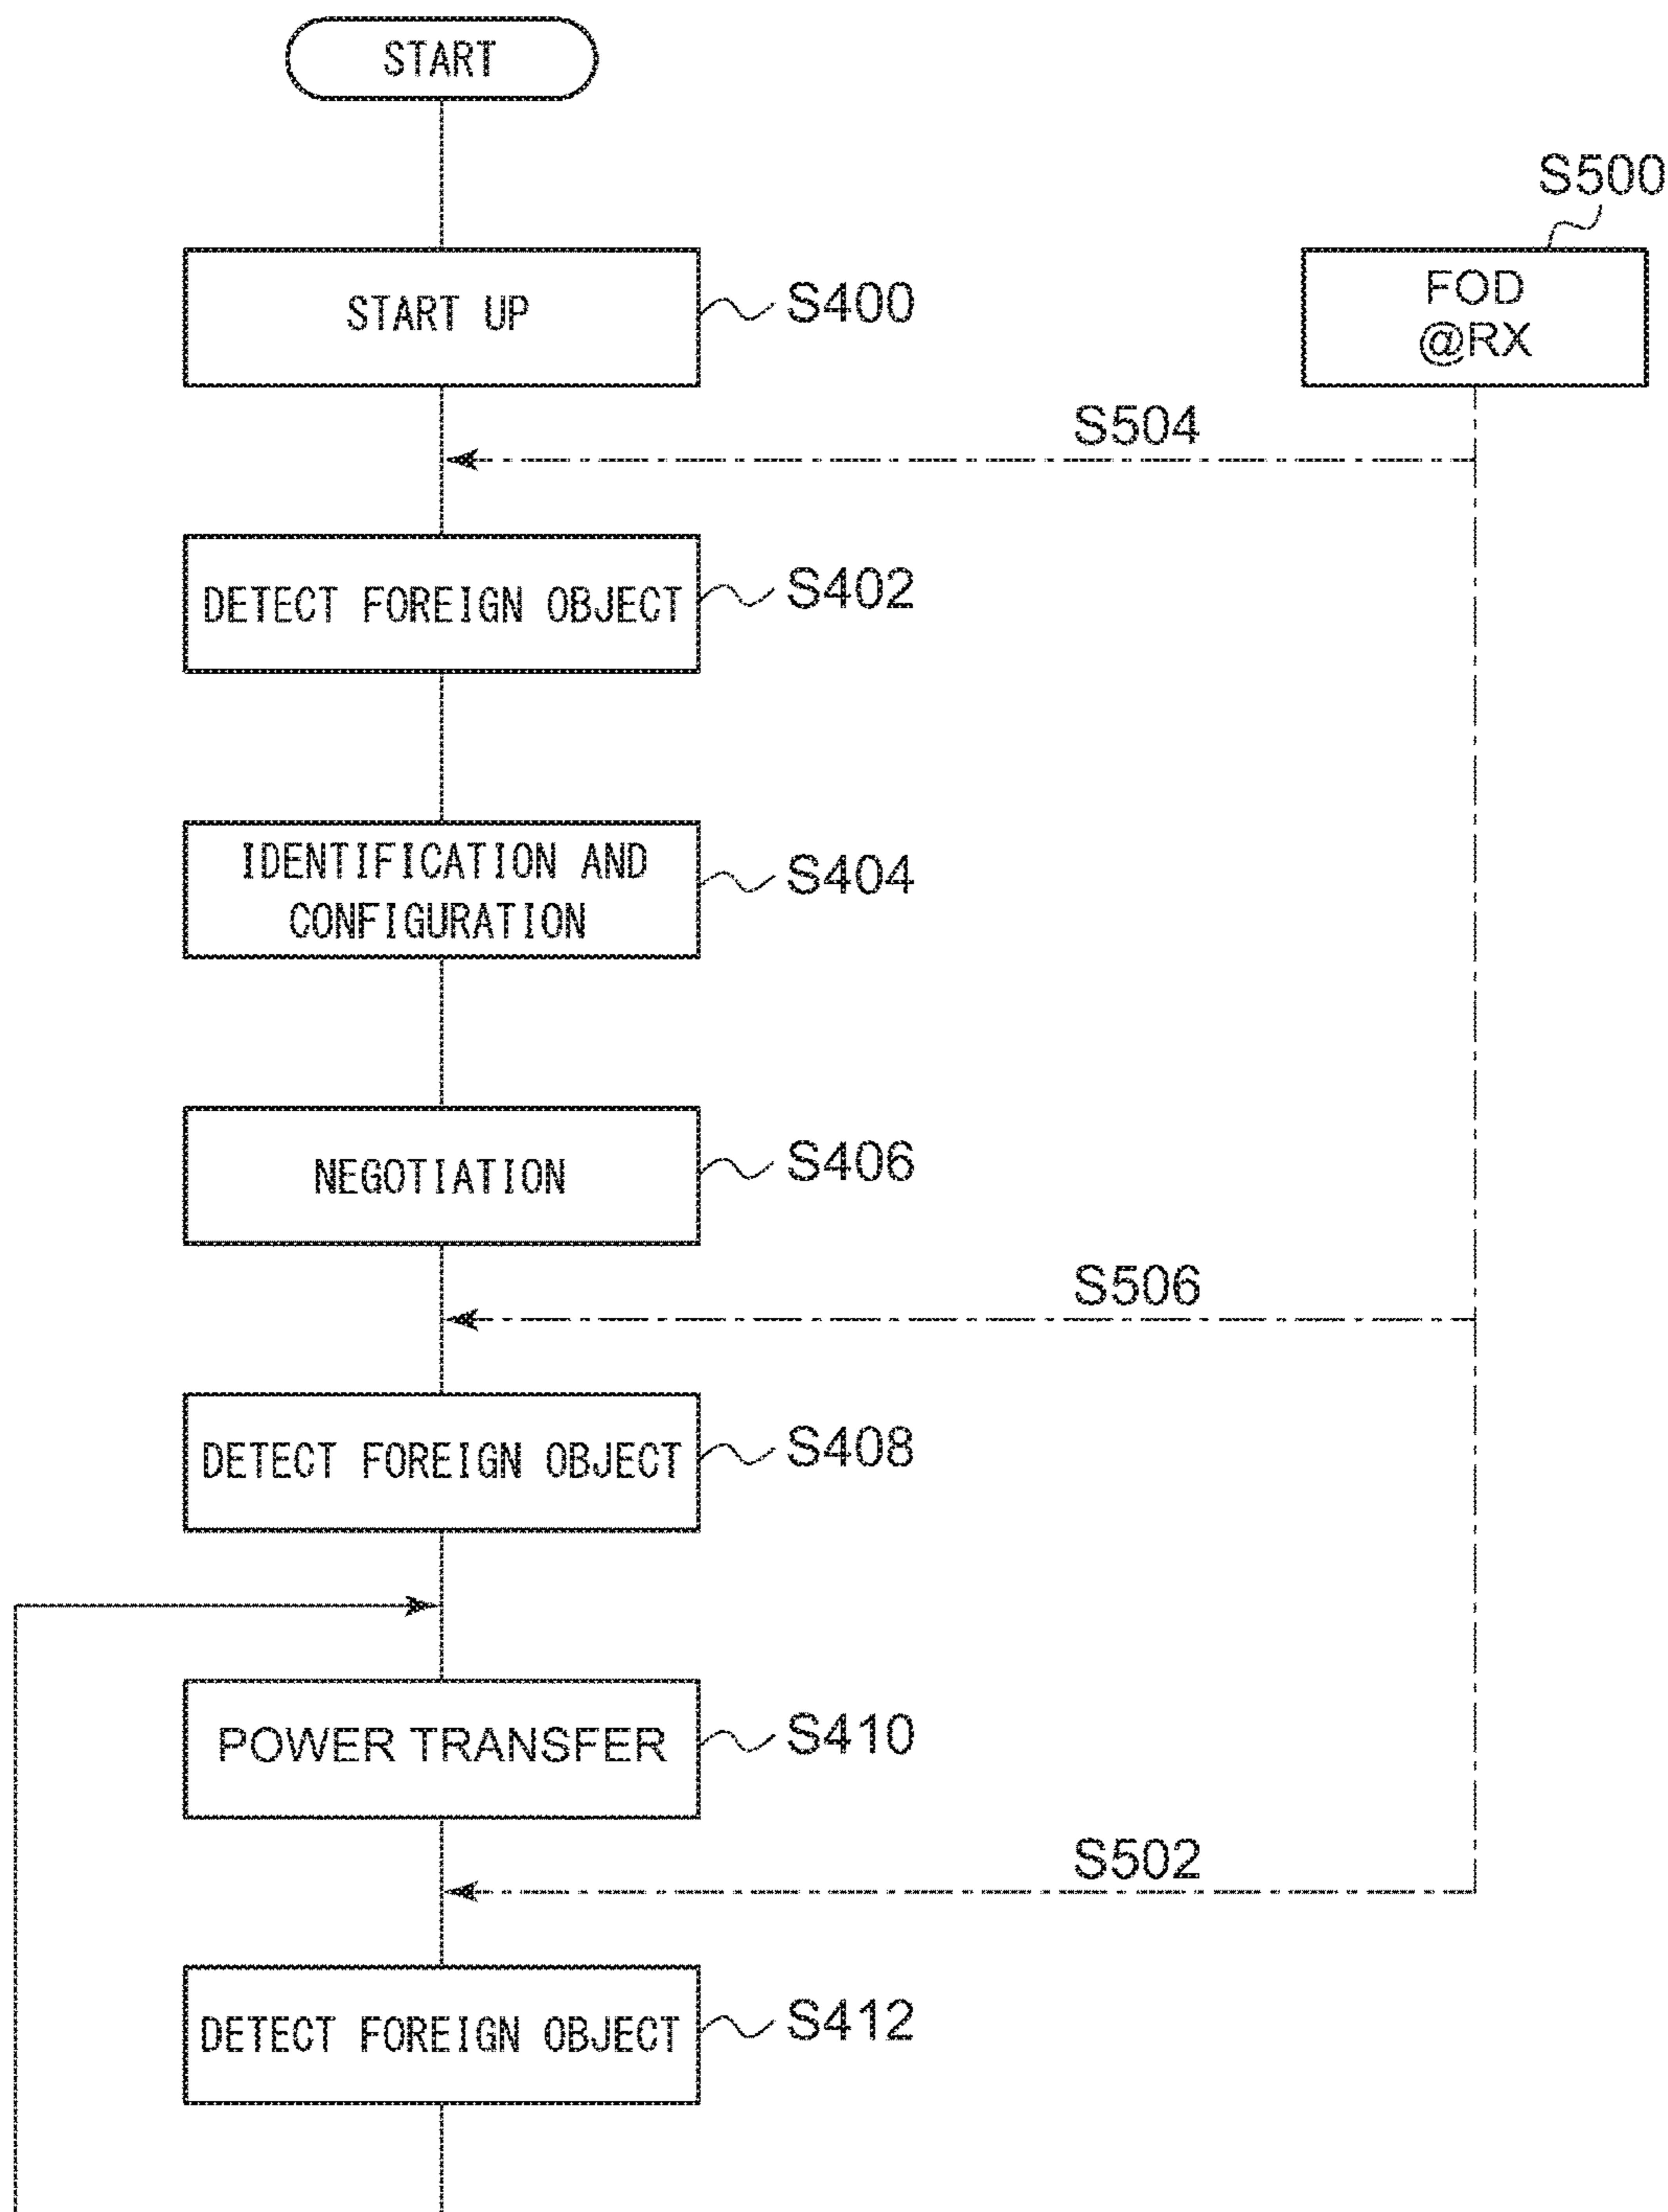 START
S500
START UP
S400
FOD
@RX
S504
DETECT FOREIGN OBJECT
S402
IDENTIFICATION AND
CONFIGURATION
S404
NEGOTIATION
S406
S506
DETECT FOREIGN OBJECT
S408
POWER TRANSFER
S410
S502
DETECT FOREIGN OBJECT
S412